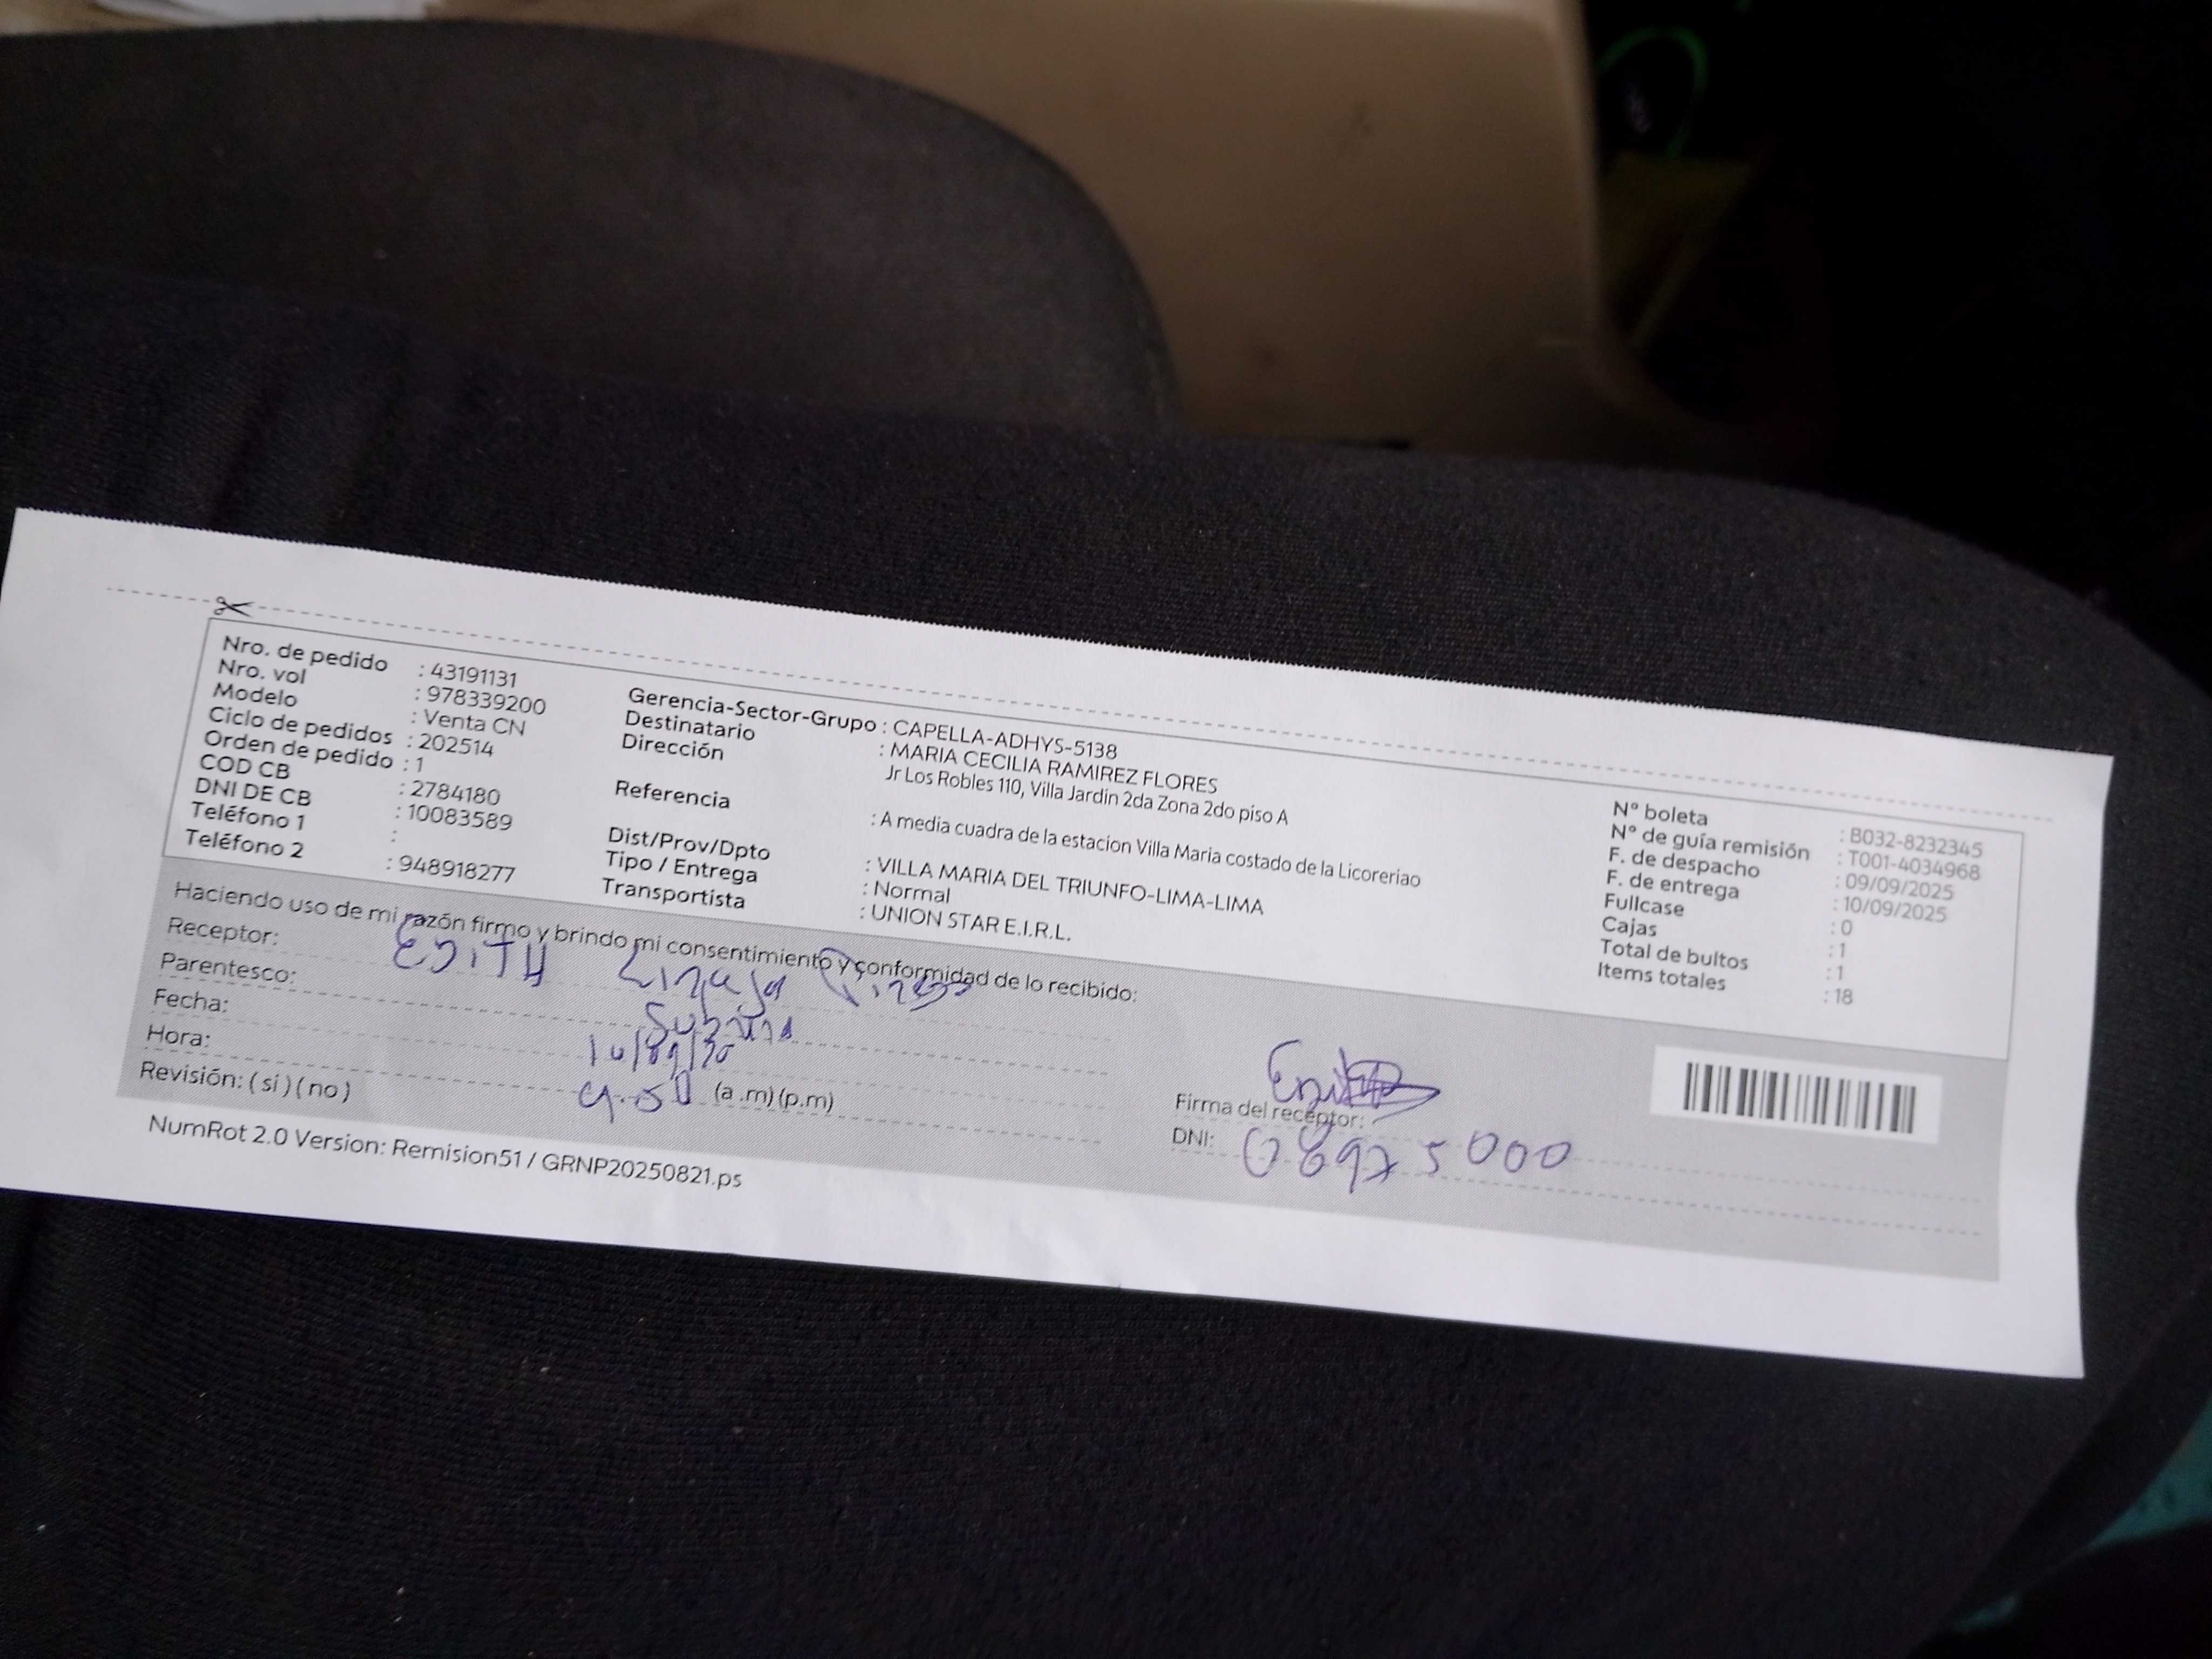 Nro. de pedido : 43191131
Nro. vol : 978339200
Modelo : Venta CN
Ciclo de pedidos : 202514
Orden de pedido : 1
COD CB : 2784180
DNI DE CB : 10083589
Teléfono 1 :
Teléfono 2 : 948918277
Gerencia-Sector-Grupo : CAPELLA-ADHYS-5138
Destinatario : MARIA CECILIA RAMIREZ FLORES
Dirección Jr Los Robles 110, Villa Jardin 2da Zona 2do piso A
Referencia : A media cuadra de la estacion Villa Maria costado de la Licoreriao
Dist/Prov/Dpto : VILLA MARIA DEL TRIUNFO-LIMA-LIMA
Tipo / Entrega : Normal
Transportista : UNION STAR E.I.R.L.
N° boleta : B032-8232345
N° de guía remisión : T001-4034968
F. de despacho : 09/09/2025
F. de entrega : 10/09/2025
Fullcase : 0
Cajas : 1
Total de bultos : 1
Items totales : 18
Haciendo uso de mi razón firmo y brindo mi consentimiento y conformidad de lo recibido:
Receptor: EDITH
Parentesco:
Fecha:
Hora: 9.50 (a .m) (p.m)
Revisión: ( si ) ( no )
Firma del receptor:
DNI: 08975000
NumRot 2.0 Version: Remision51 / GRNP20250821.ps